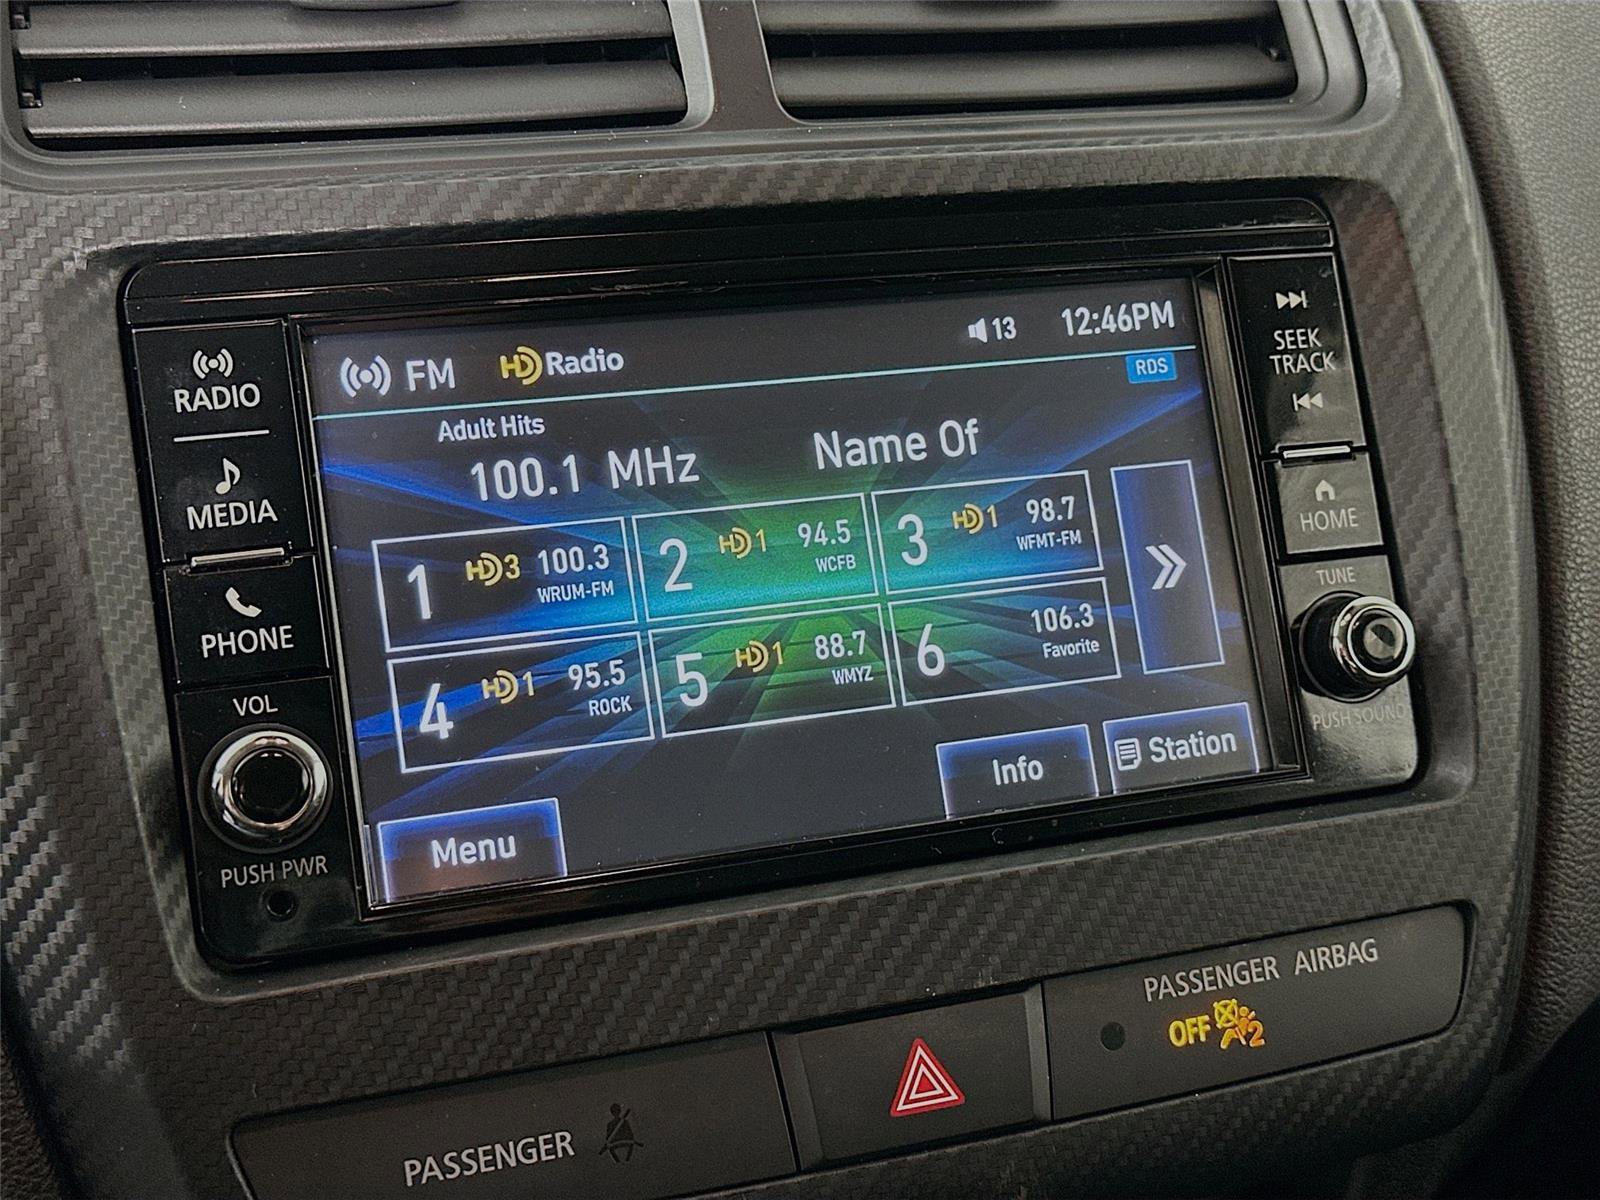 RADIO
MEDIA
PHONE
VOL
PUSH PWR
FM HD Radio 13 12:46PM
RDS
Adult Hits
100.1 MHz
Name Of
1 HD3 100.3
WRUM-FM
2 HD1 94.5
WCFB
3 HD1 98.7
WFMT-FM
4 HD1 95.5
ROCK
5 HD1 88.7
WMYZ
6 106.3
Favorite
Menu
Info
Station
SEEK
TRACK
HOME
TUNE
PUSH SOUND
PASSENGER AIRBAG
OFF 2
PASSENGER